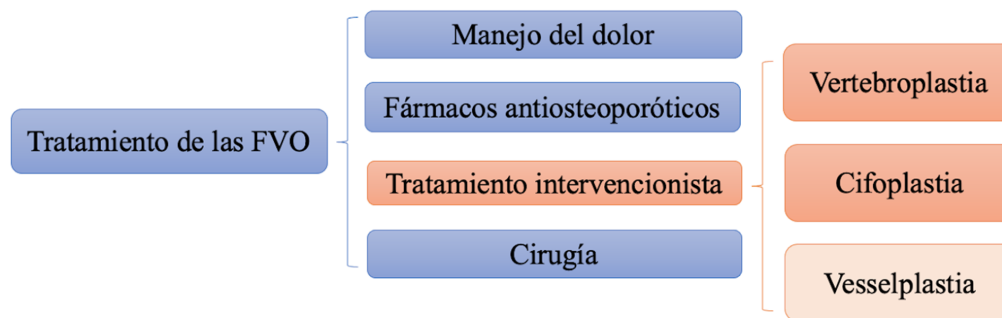 Tratamiento de las FVO
Manejo del dolor
Fármacos antiosteoporóticos
Tratamiento intervencionista
Cirugía
Vertebroplastia
Cifoplastia
Vesselplastia